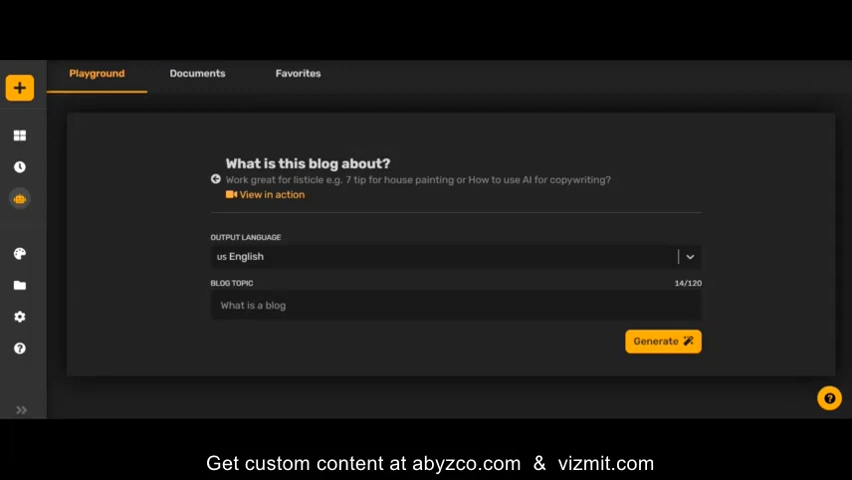 Playground Documents Favorites
What is this blog about?
Work great for listicle e.g. 7 tip for house painting or How to use AI for copywriting?
View in action
OUTPUT LANGUAGE
us English
BLOG TOPIC 14/120
What is a blog
Generate
Get custom content at abyzco.com & vizmit.com